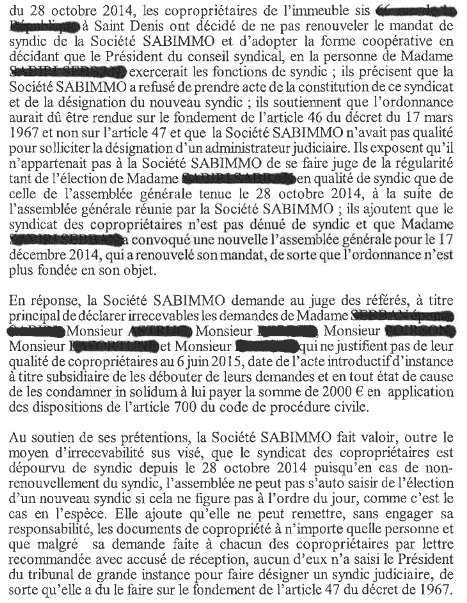 du 28 octobre 2014, les copropriétaires de l'immeuble sis
à Saint Denis ont décidé de ne pas renouveler le mandat de
syndic de la Société SABIMMO et d'adopter la forme coopérative en
décidant que le Président du conseil syndical, en la personne de Madame
exercerait les fonctions de syndic ; ils précisent que la
Société SABIMMO a refusé de prendre acte de la constitution de ce syndicat
et de la désignation du nouveau syndic ; ils soutiennent que l'ordonnance
aurait dû être rendue sur le fondement de l'article 46 du décret du 17 mars
1967 et non sur l'article 47 et que la Société SABIMMO n'avait pas qualité
pour solliciter la désignation d'un administrateur judiciaire. Ils exposent qu'il
n'appartenait pas à la Société SABIMMO de se faire juge de la régularité
tant de l'élection de Madame en qualité de syndic que de
celle de l'assemblée générale tenue le 28 octobre 2014, à la suite de
l'assemblée générale réunie par la Société SABIMMO ; ils ajoutent que le
syndicat des copropriétaires n'est pas dénué de syndic et que Madame
a convoqué une nouvelle l'assemblée générale pour le 17
décembre 2014, qui a renouvelé son mandat, de sorte que l'ordonnance n'est
plus fondée en son objet.
En réponse, la Société SABIMMO demande au juge des référés, à titre
principal de déclarer irrecevables les demandes de Madame
Monsieur Monsieur Monsieur
Monsieur et Monsieur qui ne justifient pas de leur
qualité de copropriétaires au 6 juin 2015, date de l'acte introductif d'instance
à titre subsidiaire de les débouter de leurs demandes et en tout état de cause
de les condamner in solidum à lui payer la somme de 2000 € en application
des dispositions de l'article 700 du code de procédure civile.
Au soutien de ses prétentions, la Société SABIMMO fait valoir, outre le
moyen d'irrecevabilité sus visé, que le syndicat des copropriétaires est
dépourvu de syndic depuis le 28 octobre 2014 puisqu'en cas de non-
renouvellement du syndic, l'assemblée ne peut pas s'auto saisir de l'élection
d'un nouveau syndic si cela ne figure pas à l'ordre du jour, comme c'est le
cas en l'espèce. Elle ajoute qu'elle ne peut remettre, sans engager sa
responsabilité, les documents de copropriété à n'importe quelle personne et
que malgré sa demande faite à chacun des copropriétaires par lettre
recommandée avec accusé de réception, aucun d'eux n'a saisi le Président
du tribunal de grande instance pour faire désigner un syndic judiciaire, de
sorte qu'elle a du le faire sur le fondement de l'article 47 du décret de 1967.